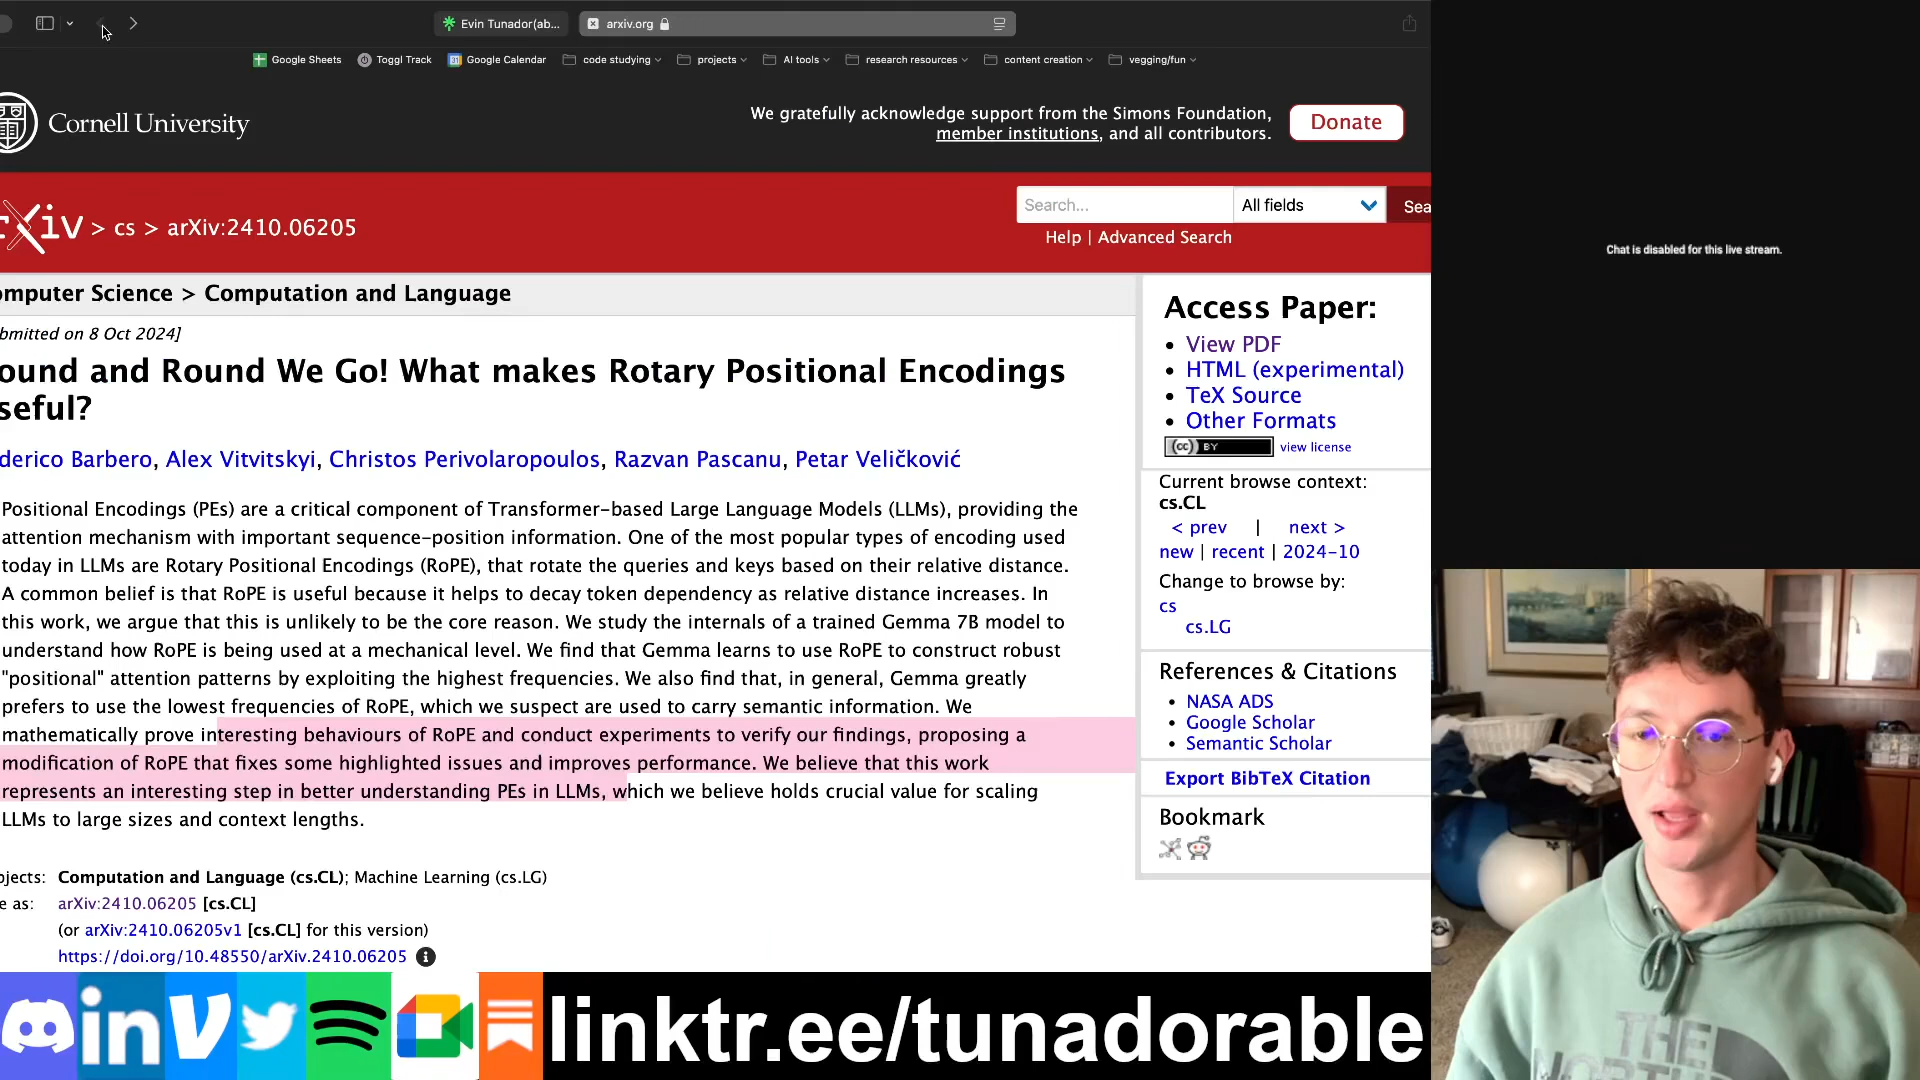 Evin Tunador(ab...
arxiv.org
Google Sheets
Toggl Track
Google Calendar
code studying
projects
AI tools
research resources
content creation
vegging/fun
Cornell University
We gratefully acknowledge support from the Simons Foundation,
member institutions, and all contributors.
Donate
rXiv > cs > arXiv:2410.06205
Search...
All fields
Sea
Help | Advanced Search
Chat is disabled for this live stream.
omputer Science > Computation and Language
bmitted on 8 Oct 2024]
ound and Round We Go! What makes Rotary Positional Encodings
seful?
derico Barbero, Alex Vitvitskyi, Christos Perivolaropoulos, Razvan Pascanu, Petar Veličković
Positional Encodings (PEs) are a critical component of Transformer-based Large Language Models (LLMs), providing the
attention mechanism with important sequence-position information. One of the most popular types of encoding used
today in LLMs are Rotary Positional Encodings (RoPE), that rotate the queries and keys based on their relative distance.
A common belief is that RoPE is useful because it helps to decay token dependency as relative distance increases. In
this work, we argue that this is unlikely to be the core reason. We study the internals of a trained Gemma 7B model to
understand how RoPE is being used at a mechanical level. We find that Gemma learns to use RoPE to construct robust
"positional" attention patterns by exploiting the highest frequencies. We also find that, in general, Gemma greatly
prefers to use the lowest frequencies of RoPE, which we suspect are used to carry semantic information. We
mathematically prove interesting behaviours of RoPE and conduct experiments to verify our findings, proposing a
modification of RoPE that fixes some highlighted issues and improves performance. We believe that this work
represents an interesting step in better understanding PEs in LLMs, which we believe holds crucial value for scaling
LLMs to large sizes and context lengths.
bjects: Computation and Language (cs.CL); Machine Learning (cs.LG)
e as: arXiv:2410.06205 [cs.CL]
(or arXiv:2410.06205v1 [cs.CL] for this version)
https://doi.org/10.48550/arXiv.2410.06205
Access Paper:
View PDF
HTML (experimental)
TeX Source
Other Formats
(cc) BY
view license
Current browse context:
cs.CL
< prev | next >
new | recent | 2024-10
Change to browse by:
cs
cs.LG
References & Citations
NASA ADS
Google Scholar
Semantic Scholar
Export BibTeX Citation
Bookmark
in
linktr.ee/tunadorable
THE